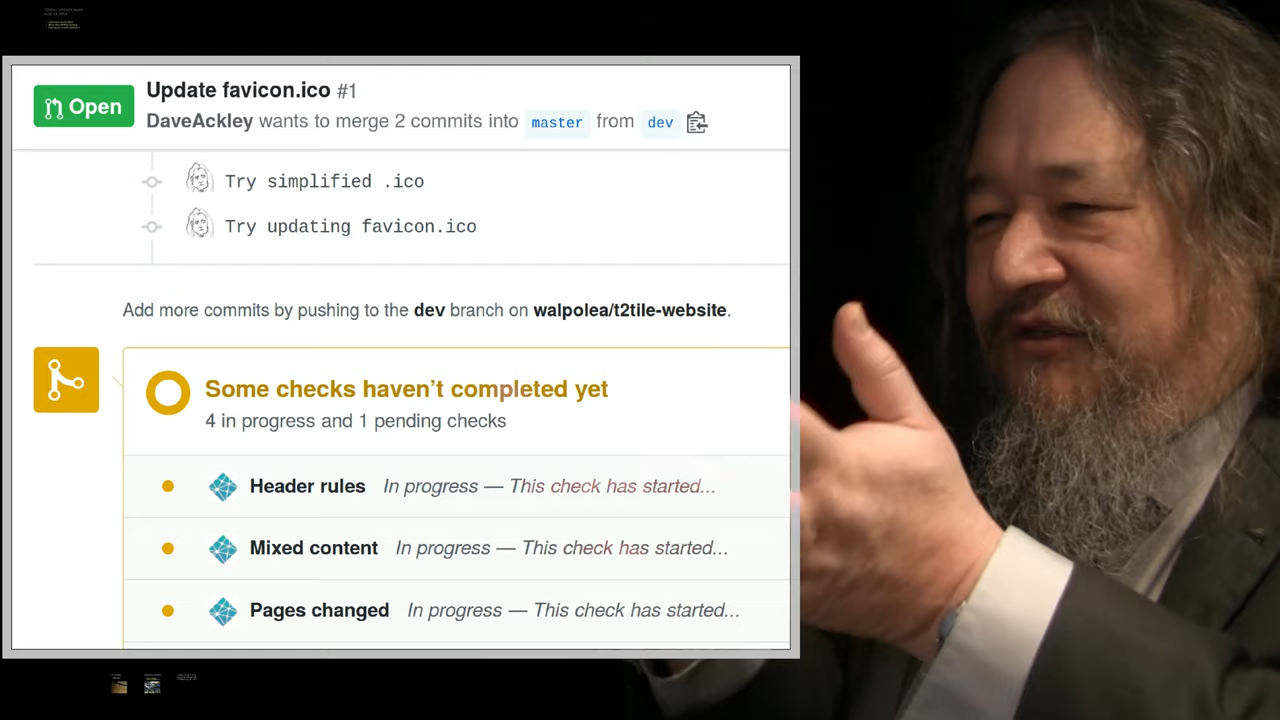 Open
Update favicon.ico #1
DaveAckley wants to merge 2 commits into master from dev
Try simplified .ico
Try updating favicon.ico
Add more commits by pushing to the dev branch on walpolea/t2tile-website.
Some checks haven’t completed yet
4 in progress and 1 pending checks
Header rules In progress — This check has started...
Mixed content In progress — This check has started...
Pages changed In progress — This check has started...